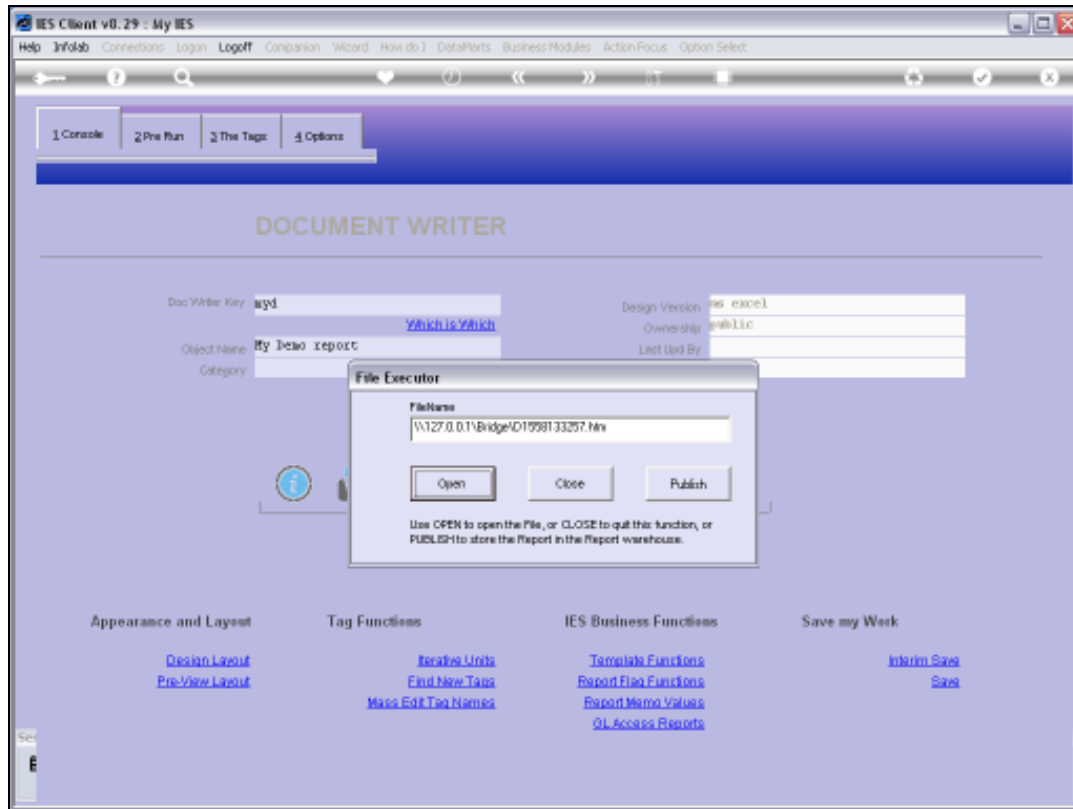 IES Client v8.29 : My IES
Help Infolab Connections Logon Logoff Companion Wizard How do I DataMarts Business Modules Action Focus Option Select
1 Console 2 Pre Run 3 The Tags 4 Options
DOCUMENT WRITER
Doc Writer Key myd
Design Version ms excel
Which is Which
Ownership public
Object Name My Demo report
Last Upd By
Category
File Executor
FileName
\\127.0.0.1\Bridge\D1558133257.htm
Open Close Publish
Use OPEN to open the File, or CLOSE to quit this function, or
PUBLISH to store the Report in the Report warehouse.
Appearance and Layout Tag Functions IES Business Functions Save my Work
Design Layout Iterative Units Template Functions Interim Save
Pre-View Layout Find New Tags Report Flag Functions Save
Mass Edit Tag Names Report Memo Values
GL Access Reports